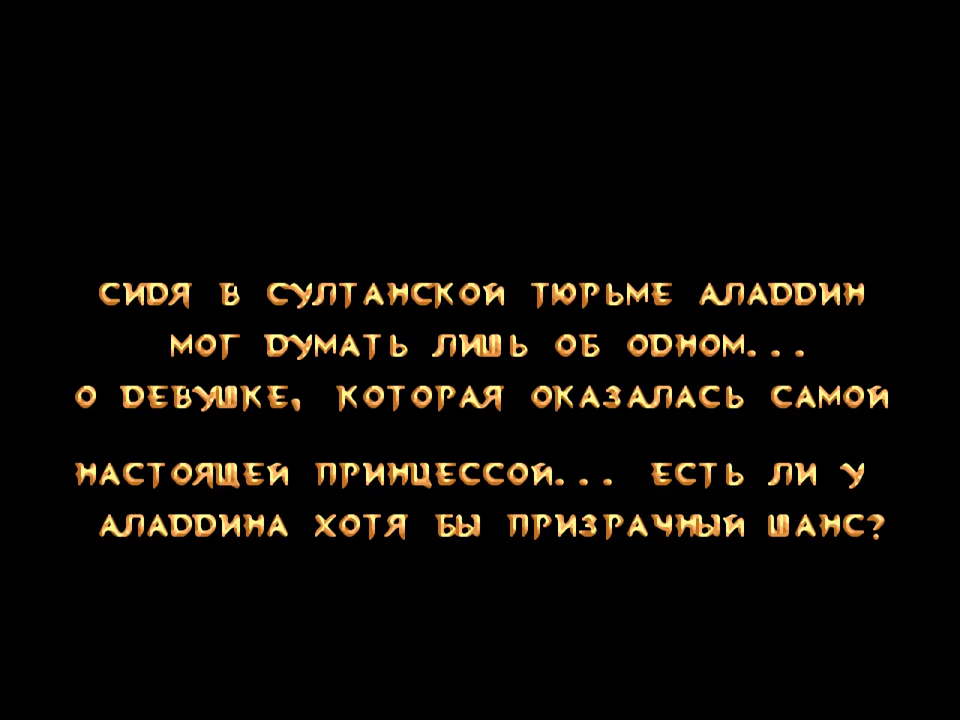 СИДЯ В СУЛТАНСКОЙ ТЮРЬМЕ АЛАДДИН
МОГ ДУМАТЬ ЛИШЬ ОБ ОДНОМ...
О ДЕВУШКЕ, КОТОРАЯ ОКАЗАЛАСЬ САМОЙ
НАСТОЯЩЕЙ ПРИНЦЕССОЙ... ЕСТЬ ЛИ У
АЛАДДИНА ХОТЯ БЫ ПРИЗРАЧНЫЙ ШАНС?